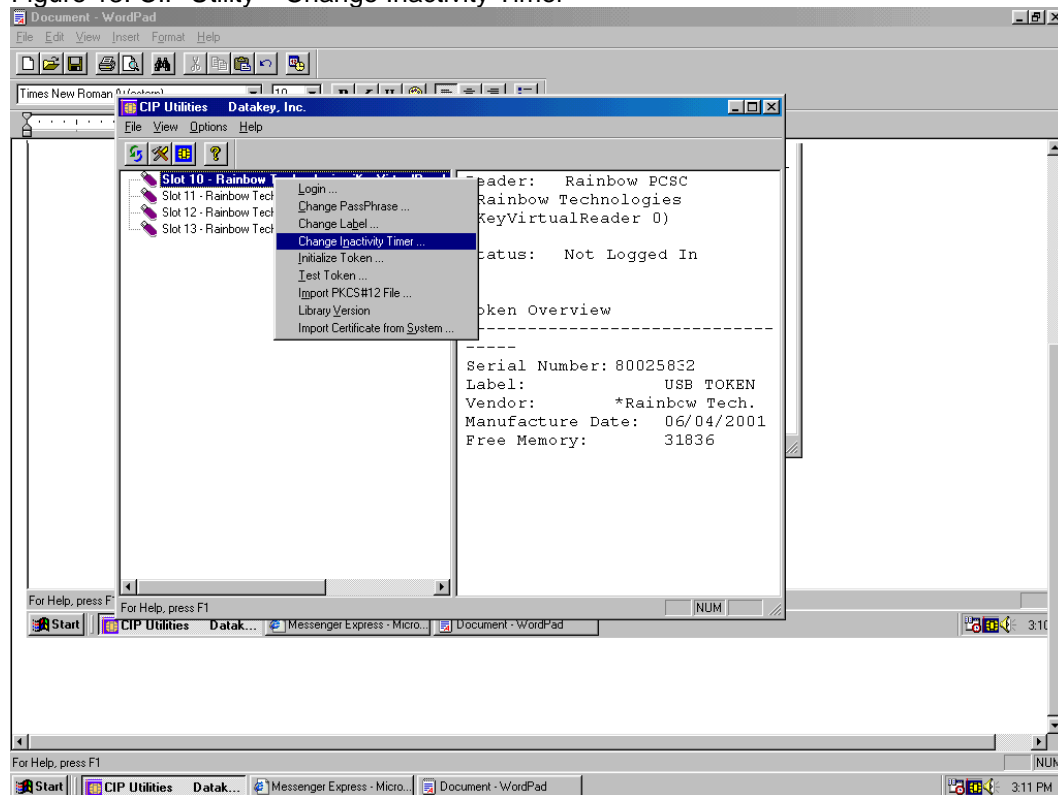 Figure 18: CIP Utility – Change Inactivity Timer
Document - WordPad
File Edit View Insert Format Help
Times New Roman
10
CIP Utilities Datakey, Inc.
File View Options Help
Slot 10 - Rainbow
Slot 11 - Rainbow Tech
Slot 12 - Rainbow Tech
Slot 13 - Rainbow Tech
Login ...
Change PassPhrase ...
Change Label ...
Change Inactivity Timer ...
Initialize Token ...
Test Token ...
Import PKCS#12 File ...
Library Version
Import Certificate from System ...
Reader: Rainbow PCSC
Rainbow Technologies
KeyVirtualReader 0)
Status: Not Logged In
Token Overview
-----------------------------
-----
Serial Number: 80025832
Label: USB TOKEN
Vendor: *Rainbow Tech.
Manufacture Date: 06/04/2001
Free Memory: 31836
For Help, press F1
NUM
For Help, press F
Start CIP Utilities Datak... Messenger Express - Micro... Document - WordPad 3:10
For Help, press F1
NUM
Start CIP Utilities Datak... Messenger Express - Micro... Document - WordPad 3:11 PM